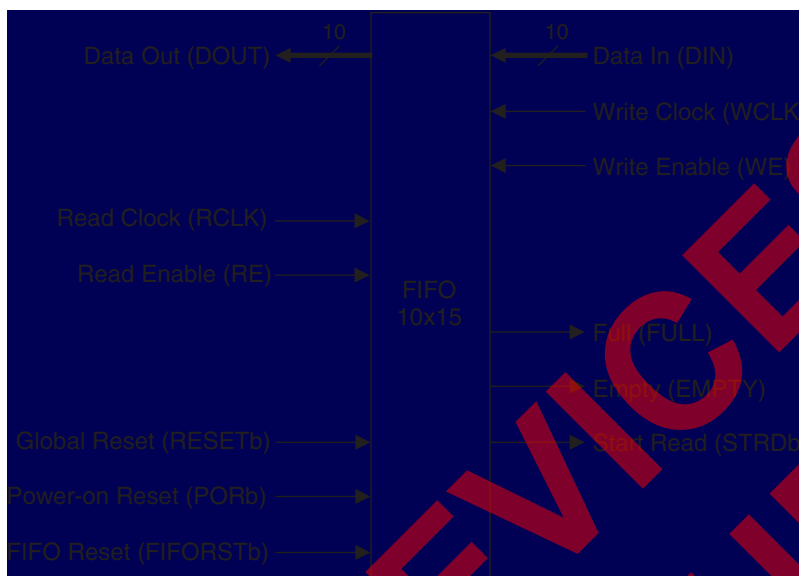 10
10
Data Out (DOUT)
Data In (DIN)
Write Clock (WCLK
Write Enable (WE)
Read Clock (RCLK)
Read Enable (RE)
FIFO
10x15
Full (FULL)
Empty (EMPTY)
Global Reset (RESETb)
Start Read (STRDb
Power-on Reset (PORb)
FIFO Reset (FIFORSTb)
EVICES